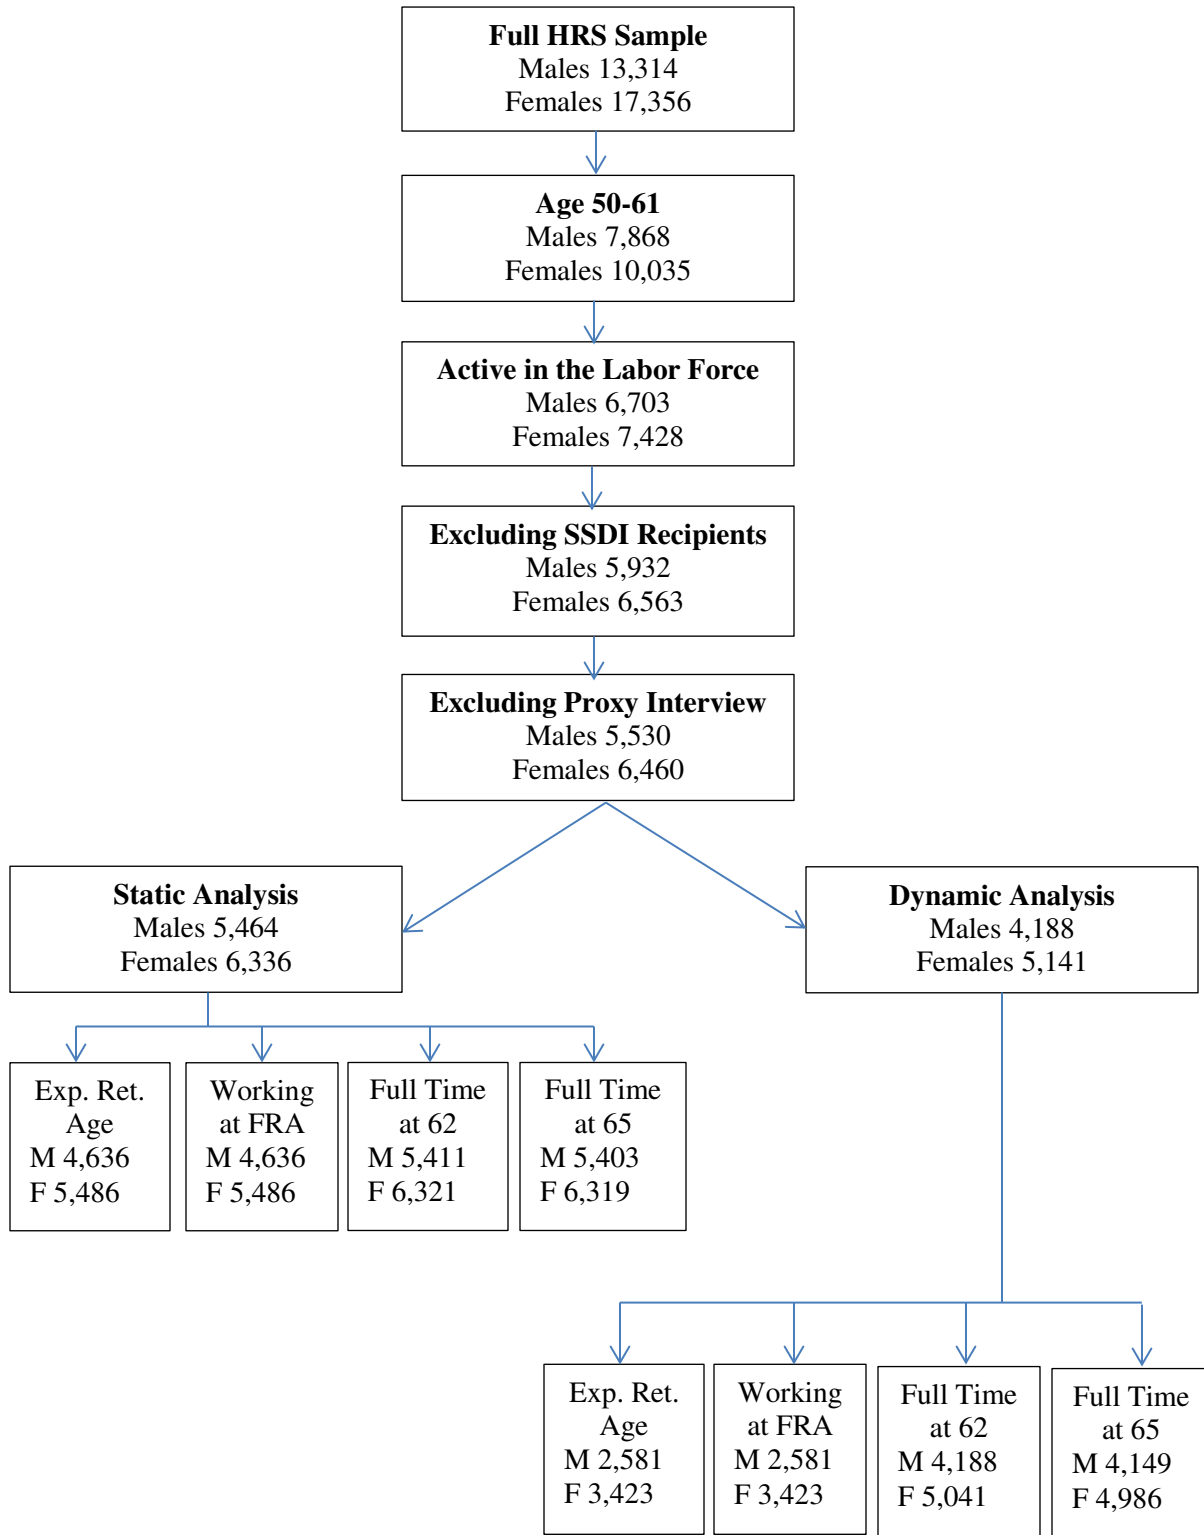 Full HRS Sample
Males 13,314
Females 17,356
Age 50-61
Males 7,868
Females 10,035
Active in the Labor Force
Males 6,703
Females 7,428
Excluding SSDI Recipients
Males 5,932
Females 6,563
Excluding Proxy Interview
Males 5,530
Females 6,460
Static Analysis
Males 5,464
Females 6,336
Dynamic Analysis
Males 4,188
Females 5,141
Exp. Ret.
Age
M 4,636
F 5,486
Working
at FRA
M 4,636
F 5,486
Full Time
at 62
M 5,411
F 6,321
Full Time
at 65
M 5,403
F 6,319
Exp. Ret.
Age
M 2,581
F 3,423
Working
at FRA
M 2,581
F 3,423
Full Time
at 62
M 4,188
F 5,041
Full Time
at 65
M 4,149
F 4,986